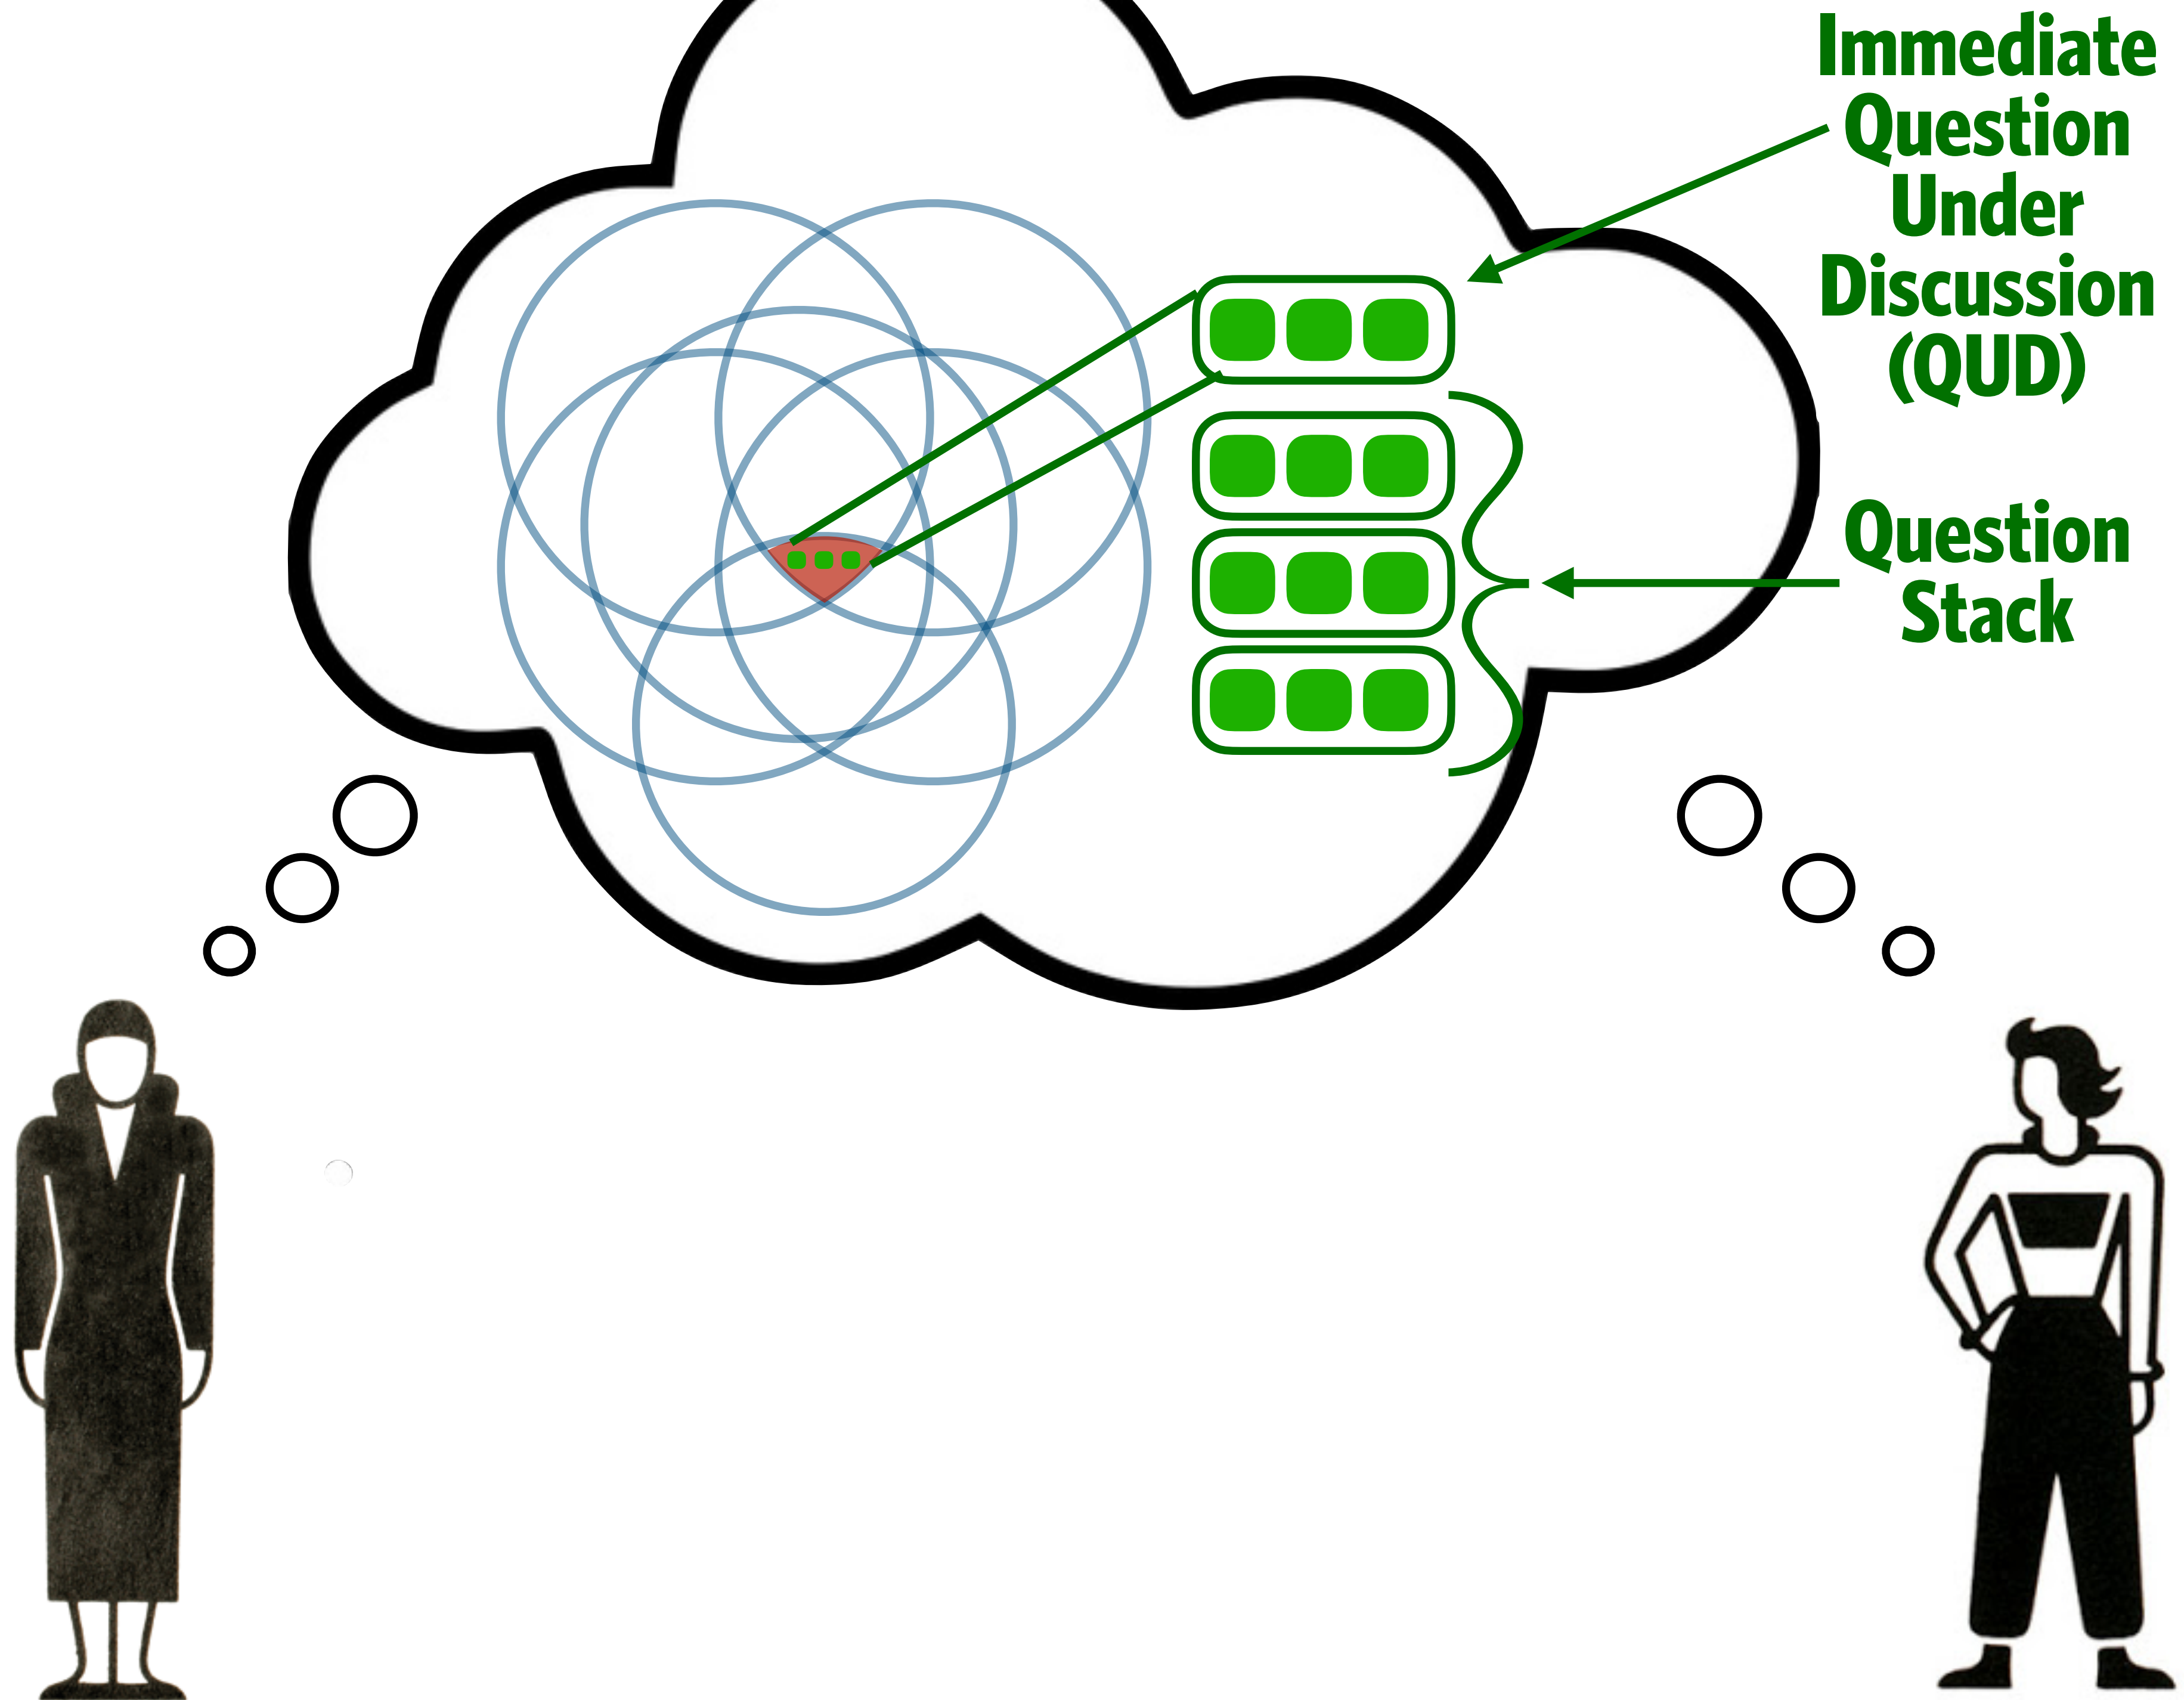 Immediate
Question
Under
Discussion
(QUD)
Question
Stack